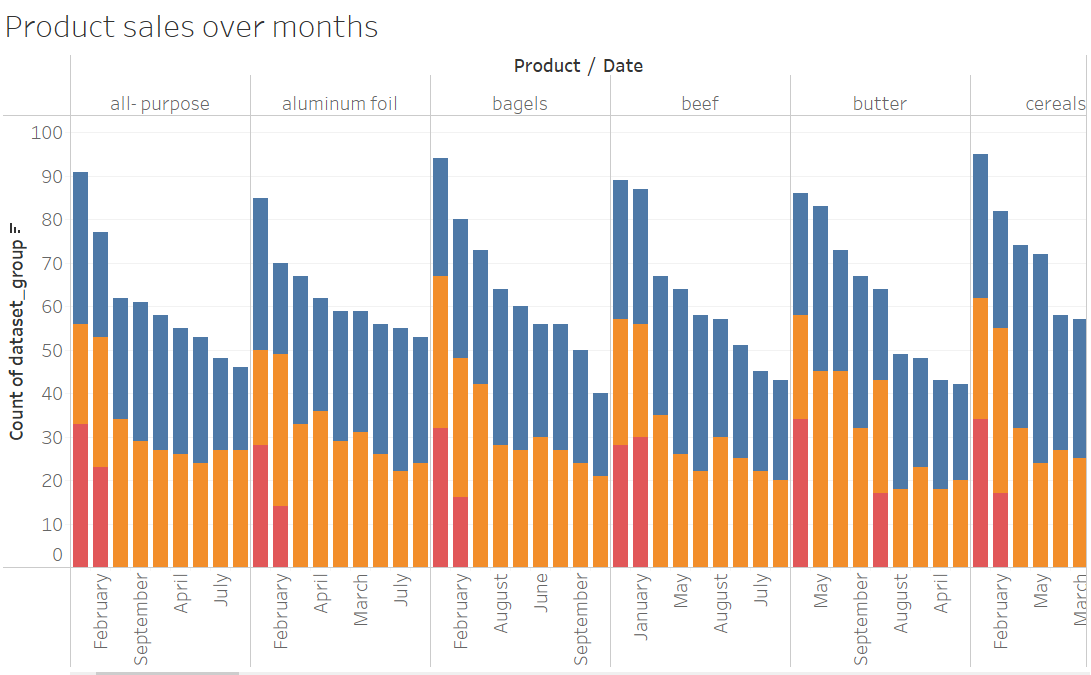 Product sales over months
Product / Date
all- purpose aluminum foil bagels beef butter cereals
Count of dataset_group
100
90
80
70
60
50
40
30
20
10
0
February September April July February April March July February August June September January May August July May September August April February May March